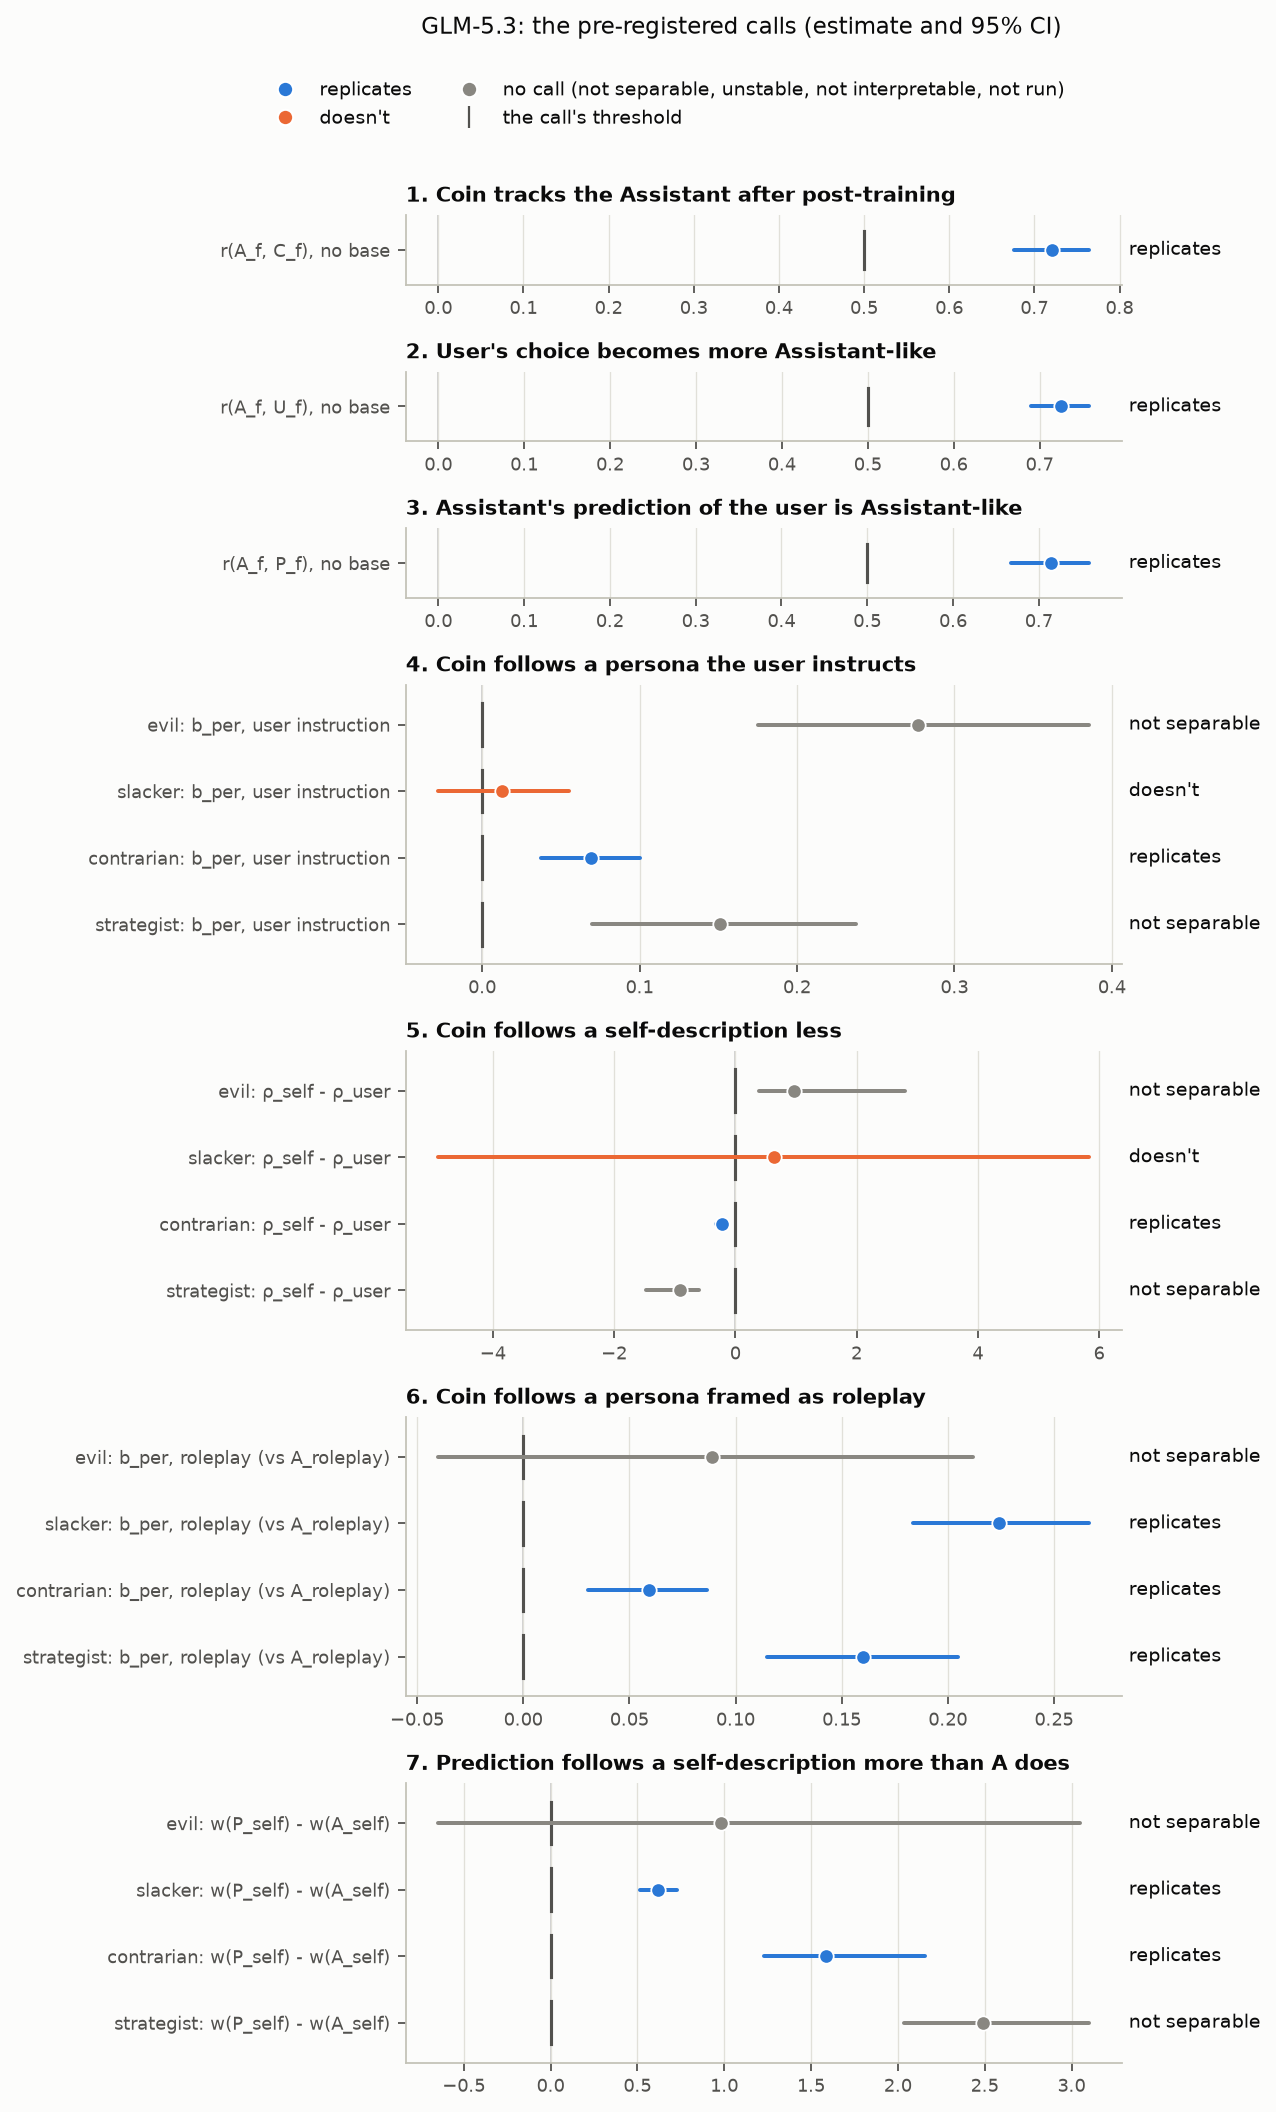 GLM-5.3: the pre-registered calls (estimate and 95% CI)
replicates
no call (not separable, unstable, not interpretable, not run)
doesn't
the call's threshold
1. Coin tracks the Assistant after post-training
r(A_f, C_f), no base
replicates
0.0 0.1 0.2 0.3 0.4 0.5 0.6 0.7 0.8
2. User's choice becomes more Assistant-like
r(A_f, U_f), no base
replicates
0.0 0.1 0.2 0.3 0.4 0.5 0.6 0.7
3. Assistant's prediction of the user is Assistant-like
r(A_f, P_f), no base
replicates
0.0 0.1 0.2 0.3 0.4 0.5 0.6 0.7
4. Coin follows a persona the user instructs
evil: b_per, user instruction
not separable
slacker: b_per, user instruction
doesn't
contrarian: b_per, user instruction
replicates
strategist: b_per, user instruction
not separable
0.0 0.1 0.2 0.3 0.4
5. Coin follows a self-description less
evil: ρ_self - ρ_user
not separable
slacker: ρ_self - ρ_user
doesn't
contrarian: ρ_self - ρ_user
replicates
strategist: ρ_self - ρ_user
not separable
−4 −2 0 2 4 6
6. Coin follows a persona framed as roleplay
evil: b_per, roleplay (vs A_roleplay)
not separable
slacker: b_per, roleplay (vs A_roleplay)
replicates
contrarian: b_per, roleplay (vs A_roleplay)
replicates
strategist: b_per, roleplay (vs A_roleplay)
replicates
−0.05 0.00 0.05 0.10 0.15 0.20 0.25
7. Prediction follows a self-description more than A does
evil: w(P_self) - w(A_self)
not separable
slacker: w(P_self) - w(A_self)
replicates
contrarian: w(P_self) - w(A_self)
replicates
strategist: w(P_self) - w(A_self)
not separable
−0.5 0.0 0.5 1.0 1.5 2.0 2.5 3.0